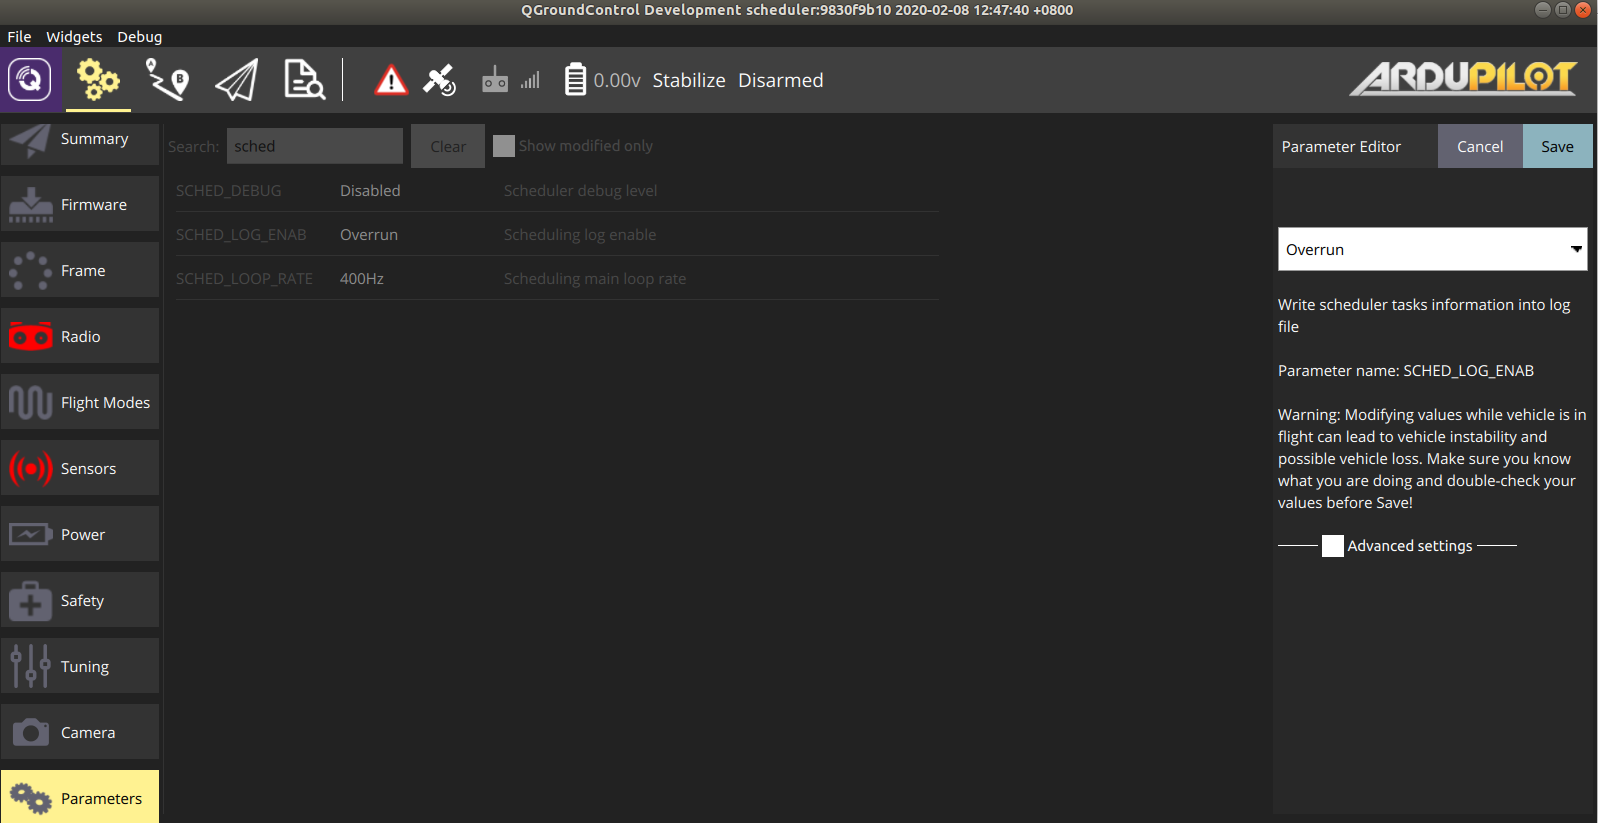 QGroundControl Development scheduler:9830f9b10 2020-02-08 12:47:40 +0800
File Widgets Debug
A B 0.00v Stabilize Disarmed ARDUPILOT
Summary
Firmware
Frame
Radio
Flight Modes
Sensors
Power
Safety
Tuning
Camera
Parameters
Search: sched Clear Show modified only
SCHED_DEBUG Disabled Scheduler debug level
SCHED_LOG_ENAB Overrun Scheduling log enable
SCHED_LOOP_RATE 400Hz Scheduling main loop rate
Parameter Editor Cancel Save
Overrun
Write scheduler tasks information into log
file
Parameter name: SCHED_LOG_ENAB
Warning: Modifying values while vehicle is in
flight can lead to vehicle instability and
possible vehicle loss. Make sure you know
what you are doing and double-check your
values before Save!
Advanced settings